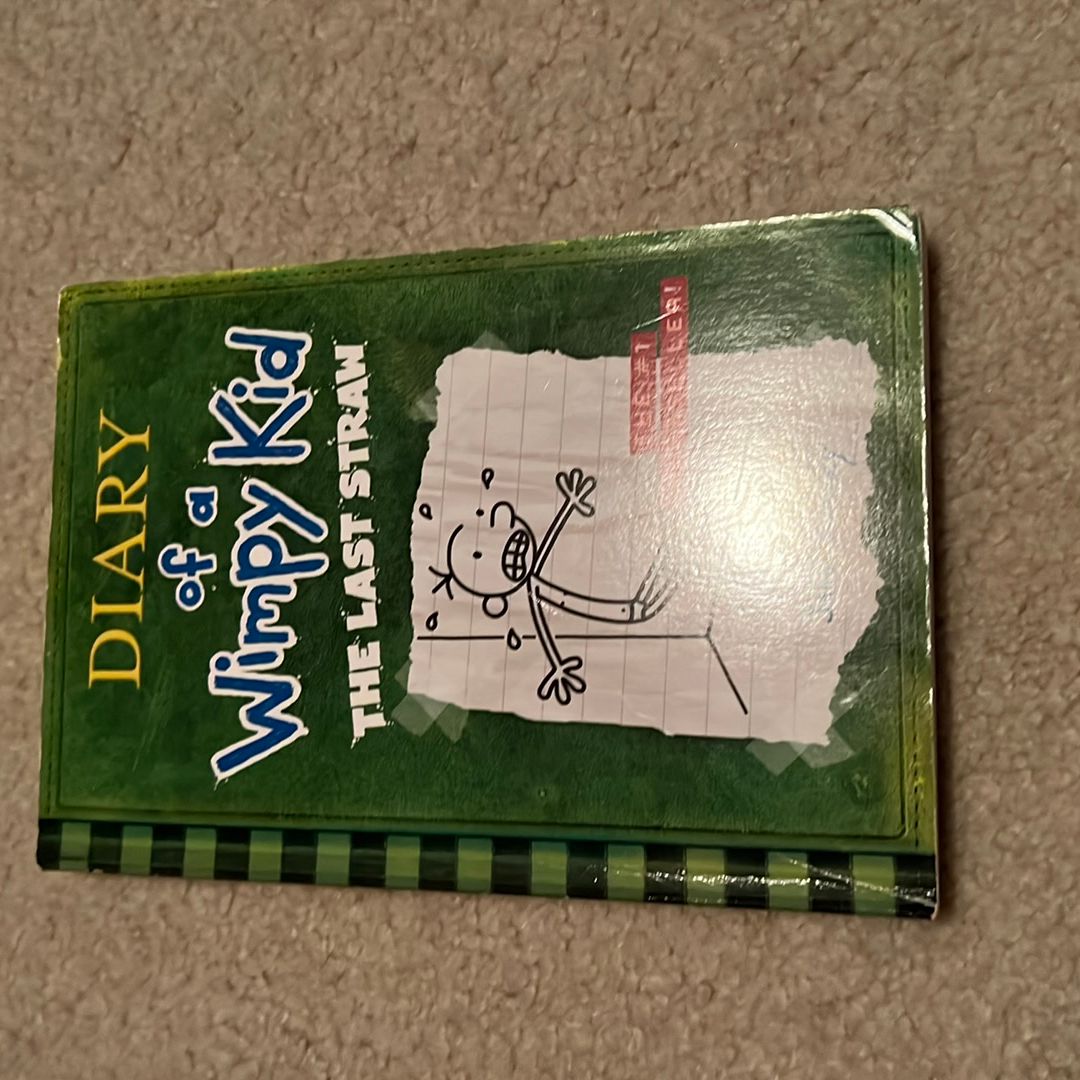 DIARY
of a
Wimpy Kid
THE LAST STRAW